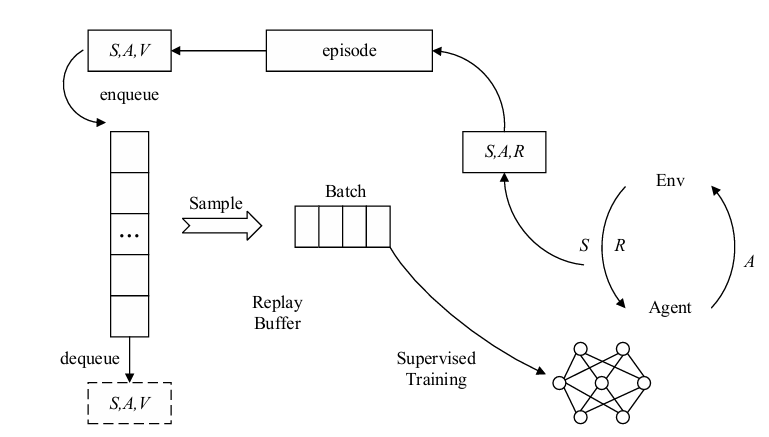 S,A,V
episode
enqueue
S,A,R
Env
Sample
Batch
...
S
R
A
Replay
Buffer
Agent
dequeue
Supervised
Training
S,A,V